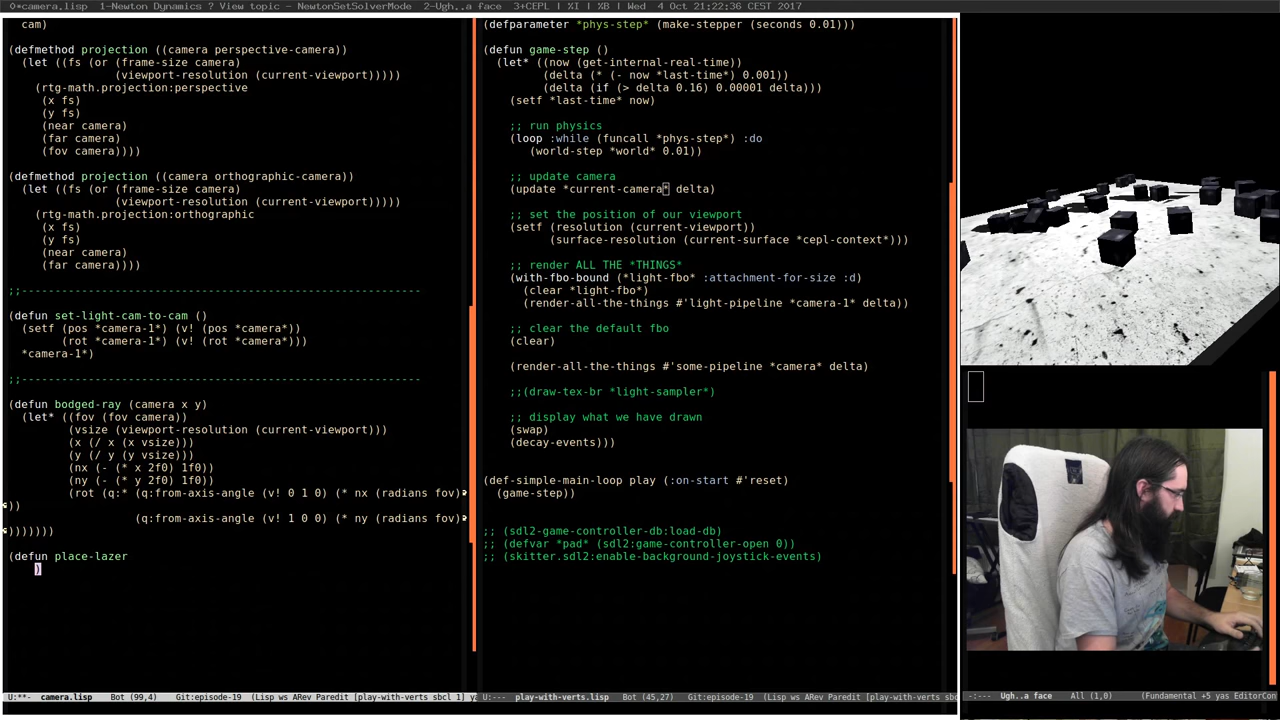 0*camera.lisp  1-Newton Dynamics ? View topic - NewtonSetSolverMode  2-Ugh..a face  3+CEPL | XI | XB | Wed  4 Oct 21:22:36 CEST 2017
  cam)
(defmethod projection ((camera perspective-camera))
  (let ((fs (or (frame-size camera)
                (viewport-resolution (current-viewport)))))
    (rtg-math.projection:perspective
     (x fs)
     (y fs)
     (near camera)
     (far camera)
     (fov camera))))
(defmethod projection ((camera orthographic-camera))
  (let ((fs (or (frame-size camera)
                (viewport-resolution (current-viewport)))))
    (rtg-math.projection:orthographic
     (x fs)
     (y fs)
     (near camera)
     (far camera))))
;;------------------------------------------------------------
(defun set-light-cam-to-cam ()
  (setf (pos *camera-1*) (v! (pos *camera*))
        (rot *camera-1*) (v! (rot *camera*)))
  *camera-1*)
;;------------------------------------------------------------
(defun bodged-ray (camera x y)
  (let* ((fov (fov camera))
         (vsize (viewport-resolution (current-viewport)))
         (x (/ x (x vsize)))
         (y (/ y (y vsize)))
         (nx (- (* x 2f0) 1f0))
         (ny (- (* y 2f0) 1f0))
         (rot (q:* (q:from-axis-angle (v! 0 1 0) (* nx (radians fov)
))
                   (q:from-axis-angle (v! 1 0 0) (* ny (radians fov)
)))))))
(defun place-lazer
    )
U:**-  camera.lisp    Bot (99,4)    Git:episode-19  (Lisp ws ARev Paredit [play-with-verts sbcl 1] ya
(defparameter *phys-step* (make-stepper (seconds 0.01)))
(defun game-step ()
  (let* ((now (get-internal-real-time))
         (delta (* (- now *last-time*) 0.001))
         (delta (if (> delta 0.16) 0.00001 delta)))
    (setf *last-time* now)
    ;; run physics
    (loop :while (funcall *phys-step*) :do
       (world-step *world* 0.01))
    ;; update camera
    (update *current-camera* delta)
    ;; set the position of our viewport
    (setf (resolution (current-viewport))
          (surface-resolution (current-surface *cepl-context*)))
    ;; render ALL THE *THINGS*
    (with-fbo-bound (*light-fbo* :attachment-for-size :d)
      (clear *light-fbo*)
      (render-all-the-things #'light-pipeline *camera-1* delta))
    ;; clear the default fbo
    (clear)
    (render-all-the-things #'some-pipeline *camera* delta)
    ;;(draw-tex-br *light-sampler*)
    ;; display what we have drawn
    (swap)
    (decay-events)))
(def-simple-main-loop play (:on-start #'reset)
  (game-step))
;; (sdl2-game-controller-db:load-db)
;; (defvar *pad* (sdl2:game-controller-open 0))
;; (skitter.sdl2:enable-background-joystick-events)
U:---  play-with-verts.lisp   Bot (45,27)   Git:episode-19  (Lisp ws ARev Paredit [play-with-verts sbc
-:---  Ugh..a face    All (1,0)     (Fundamental +5 yas EditorCon